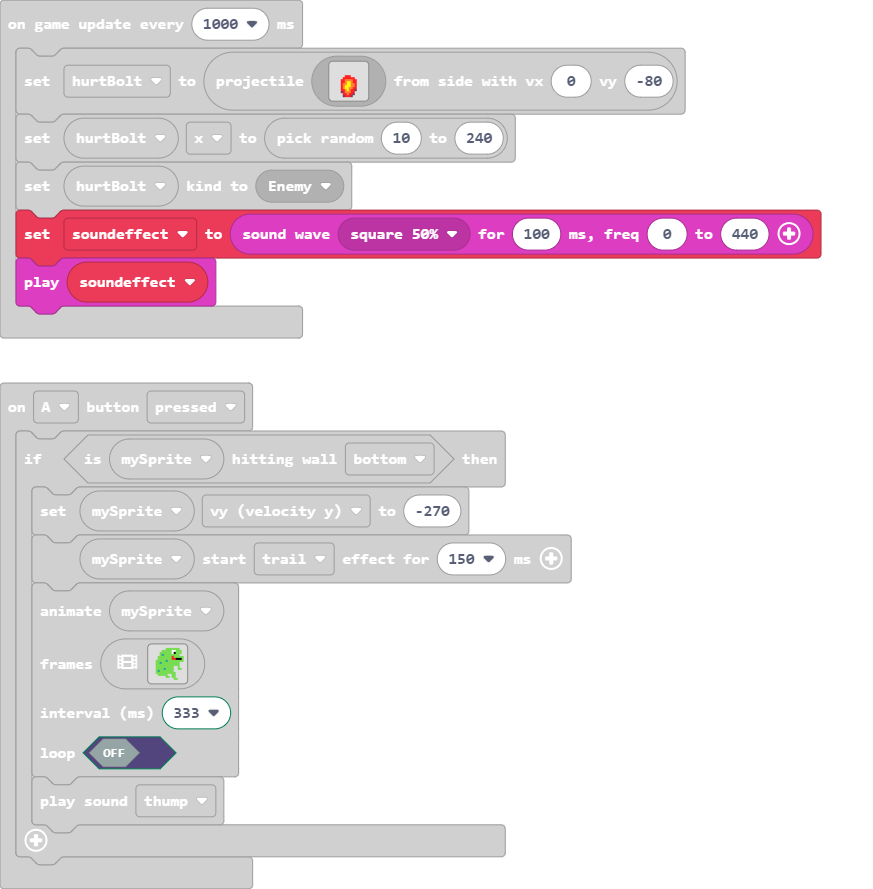 on game update every 1000 ms
set hurtBolt to projectile from side with vx 0 vy -80
set hurtBolt x to pick random 10 to 240
set hurtBolt kind to Enemy
set soundeffect to sound wave square 50% for 100 ms, freq 0 to 440
play soundeffect
on A button pressed
if is mySprite hitting wall bottom then
set mySprite vy (velocity y) to -270
mySprite start trail effect for 150 ms
animate mySprite
frames
interval (ms) 333
loop OFF
play sound thump